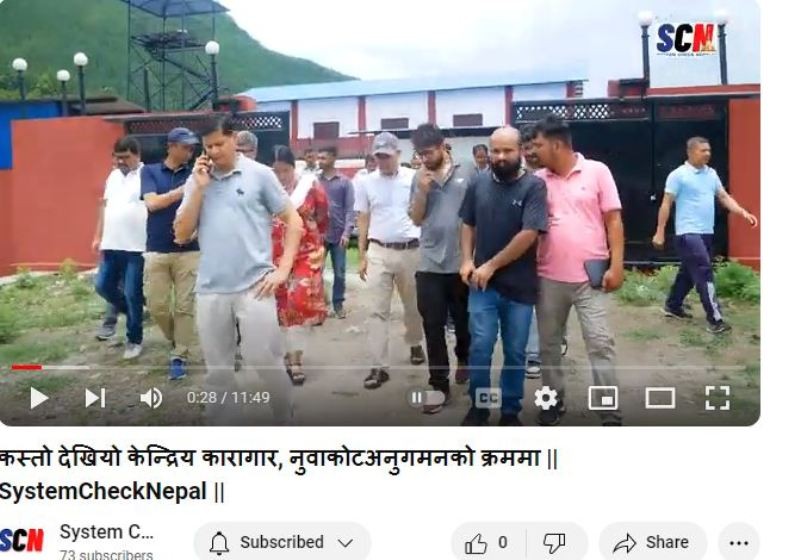 SCN
0:28 / 11:49
CC
कस्तो देखियो केन्द्रिय कारागार, नुवाकोटअनुगमनको क्रममा ||
SystemCheckNepal ||
SCN
System C...
Subscribed
0
Share
73 subscribers